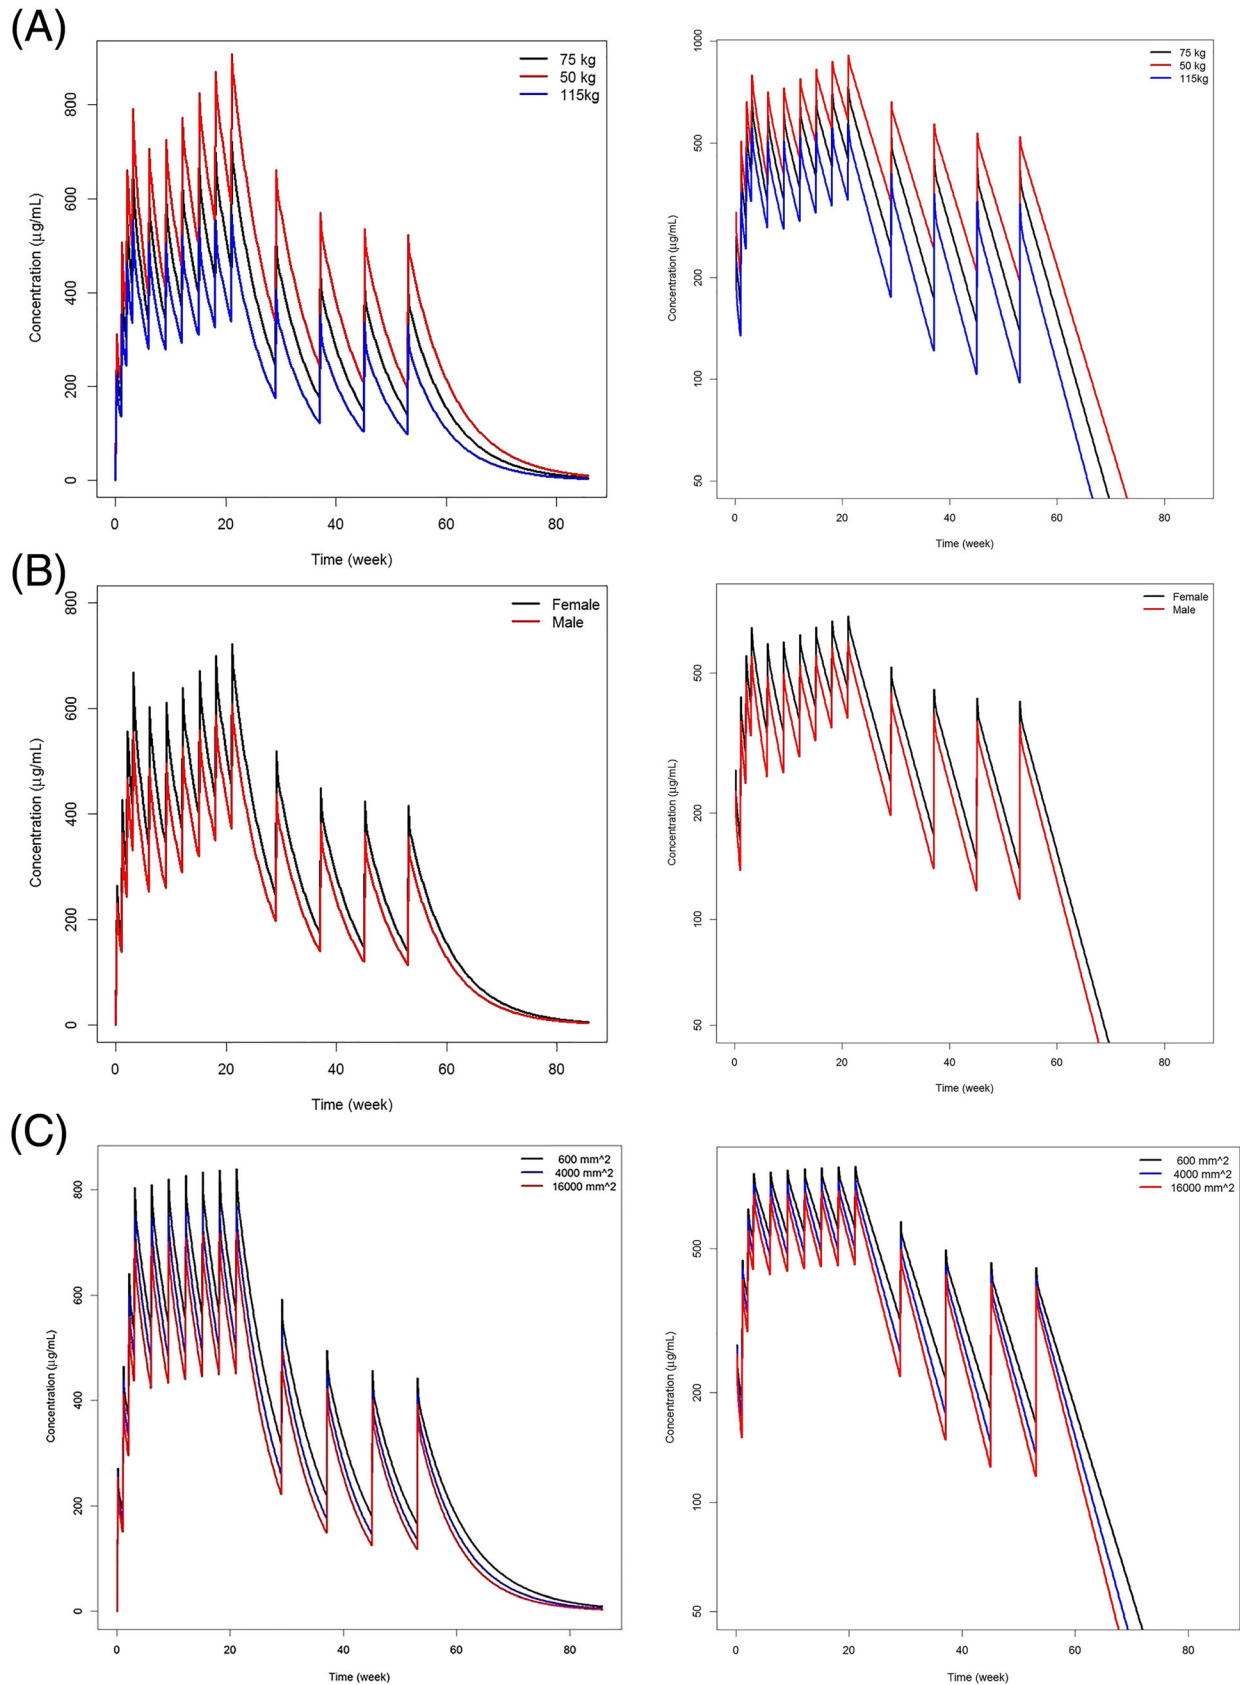 (A)
75 kg
50 kg
115kg
Concentration (µg/mL)
0
200
400
600
800
0
20
40
60
80
Time (week)
75 kg
50 kg
115kg
Concentration (µg/mL)
50
100
200
500
1000
0
20
40
60
80
Time (week)
(B)
Female
Male
Concentration (µg/mL)
0
200
400
600
800
0
20
40
60
80
Time (week)
Female
Male
Concentration (µg/mL)
50
100
200
500
0
20
40
60
80
Time (week)
(C)
600 mm^2
4000 mm^2
16000 mm^2
Concentration (µg/mL)
0
200
400
600
800
0
20
40
60
80
Time (week)
600 mm^2
4000 mm^2
16000 mm^2
Concentration (µg/mL)
50
100
200
500
0
20
40
60
80
Time (week)